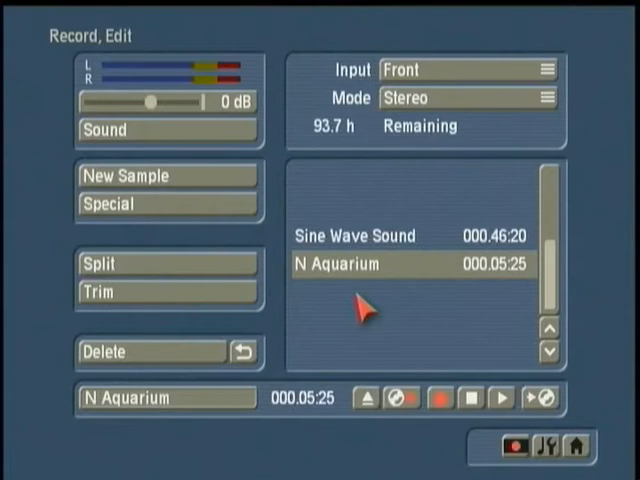 Record, Edit
L
R
0 dB
Sound
Input Front
Mode Stereo
93.7 h Remaining
New Sample
Special
Split
Trim
Delete
Sine Wave Sound 000.46:20
N Aquarium 000.05:25
N Aquarium 000.05:25